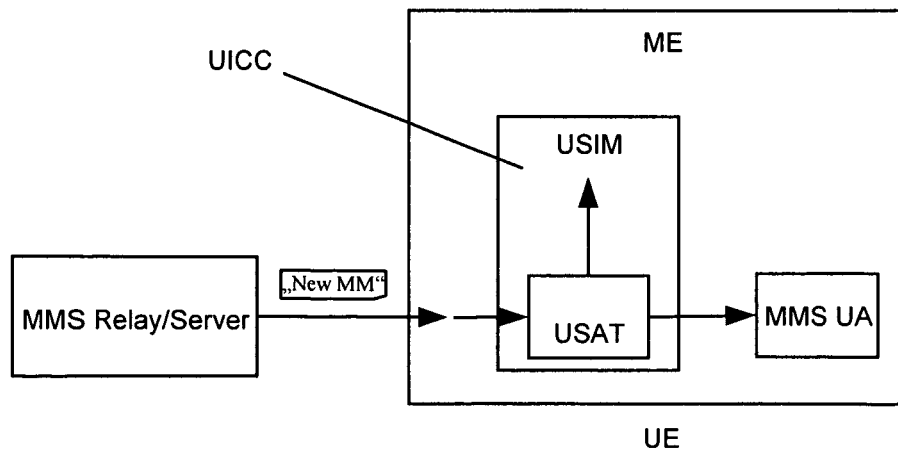 ME
UICC
USIM
„New MM“
MMS Relay/Server
USAT
MMS UA
UE